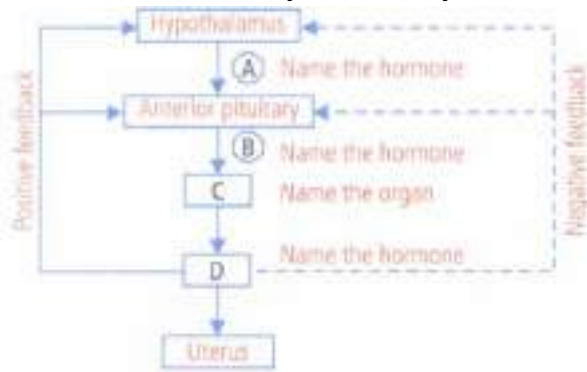 Hypothalamus
A Name the hormone
Anterior pituitary
B Name the hormone
C Name the organ
Name the hormone
D
Uterus
Positive feedback
Negative feedback